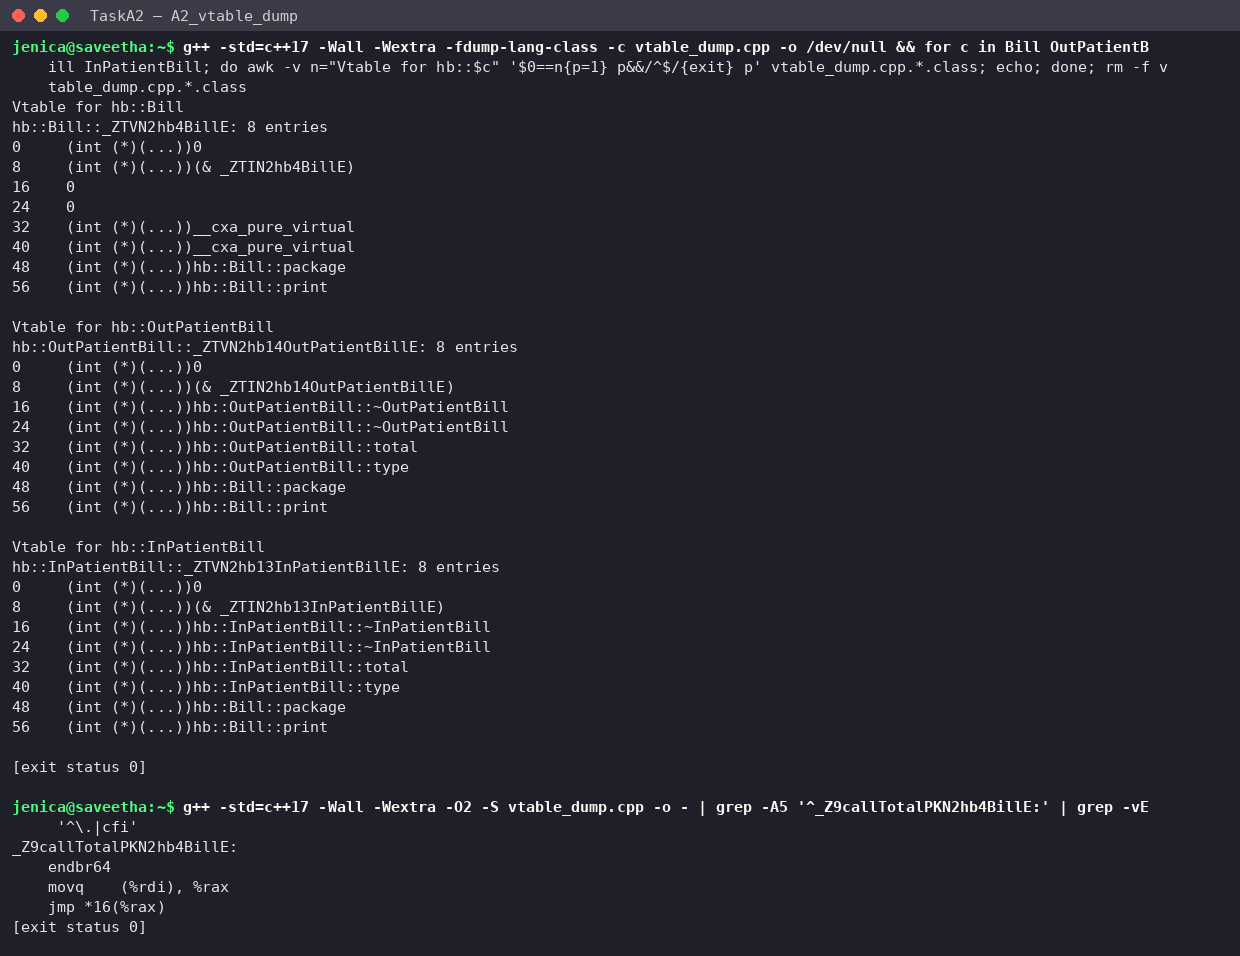 TaskA2 — A2_vtable_dump
jenica@saveetha:~$ g++ -std=c++17 -Wall -Wextra -fdump-lang-class -c vtable_dump.cpp -o /dev/null && for c in Bill OutPatientB
ill InPatientBill; do awk -v n="Vtable for hb::$c" '$0==n{p=1} p&&/^$/{exit} p' vtable_dump.cpp.*.class; echo; done; rm -f v
table_dump.cpp.*.class
Vtable for hb::Bill
hb::Bill::_ZTVN2hb4BillE: 8 entries
0     (int (*)(...))0
8     (int (*)(...))(& _ZTIN2hb4BillE)
16    0
24    0
32    (int (*)(...))__cxa_pure_virtual
40    (int (*)(...))__cxa_pure_virtual
48    (int (*)(...))hb::Bill::package
56    (int (*)(...))hb::Bill::print
Vtable for hb::OutPatientBill
hb::OutPatientBill::_ZTVN2hb14OutPatientBillE: 8 entries
0     (int (*)(...))0
8     (int (*)(...))(& _ZTIN2hb14OutPatientBillE)
16    (int (*)(...))hb::OutPatientBill::~OutPatientBill
24    (int (*)(...))hb::OutPatientBill::~OutPatientBill
32    (int (*)(...))hb::OutPatientBill::total
40    (int (*)(...))hb::OutPatientBill::type
48    (int (*)(...))hb::Bill::package
56    (int (*)(...))hb::Bill::print
Vtable for hb::InPatientBill
hb::InPatientBill::_ZTVN2hb13InPatientBillE: 8 entries
0     (int (*)(...))0
8     (int (*)(...))(& _ZTIN2hb13InPatientBillE)
16    (int (*)(...))hb::InPatientBill::~InPatientBill
24    (int (*)(...))hb::InPatientBill::~InPatientBill
32    (int (*)(...))hb::InPatientBill::total
40    (int (*)(...))hb::InPatientBill::type
48    (int (*)(...))hb::Bill::package
56    (int (*)(...))hb::Bill::print
[exit status 0]
jenica@saveetha:~$ g++ -std=c++17 -Wall -Wextra -O2 -S vtable_dump.cpp -o - | grep -A5 '^_Z9callTotalPKN2hb4BillE:' | grep -vE
'^\.|cfi'
_Z9callTotalPKN2hb4BillE:
endbr64
movq    (%rdi), %rax
jmp *16(%rax)
[exit status 0]